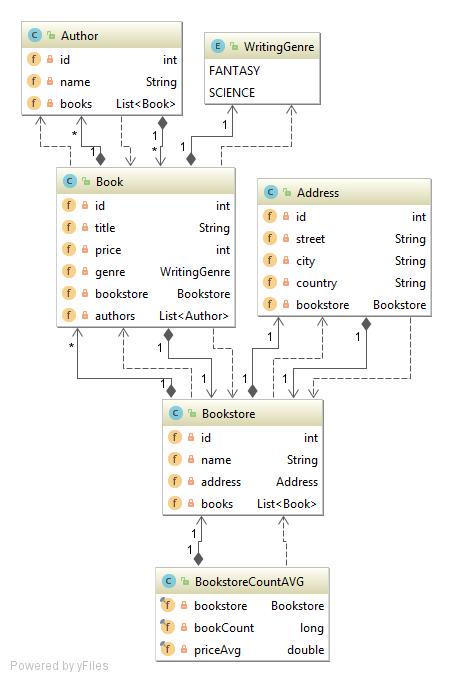 C Author
f id int
f name String
f books List<Book>
E WritingGenre
FANTASY
SCIENCE
* 1 1 * 1 1
C Book
f id int
f title String
f price int
f genre WritingGenre
f bookstore Bookstore
f authors List<Author>
C Address
f id int
f street String
f city String
f country String
f bookstore Bookstore
* 1 1 1 1 1 1 1
C Bookstore
f id int
f name String
f address Address
f books List<Book>
1
1
C BookstoreCountAVG
f bookstore Bookstore
f bookCount long
f priceAvg double
Powered by yFiles